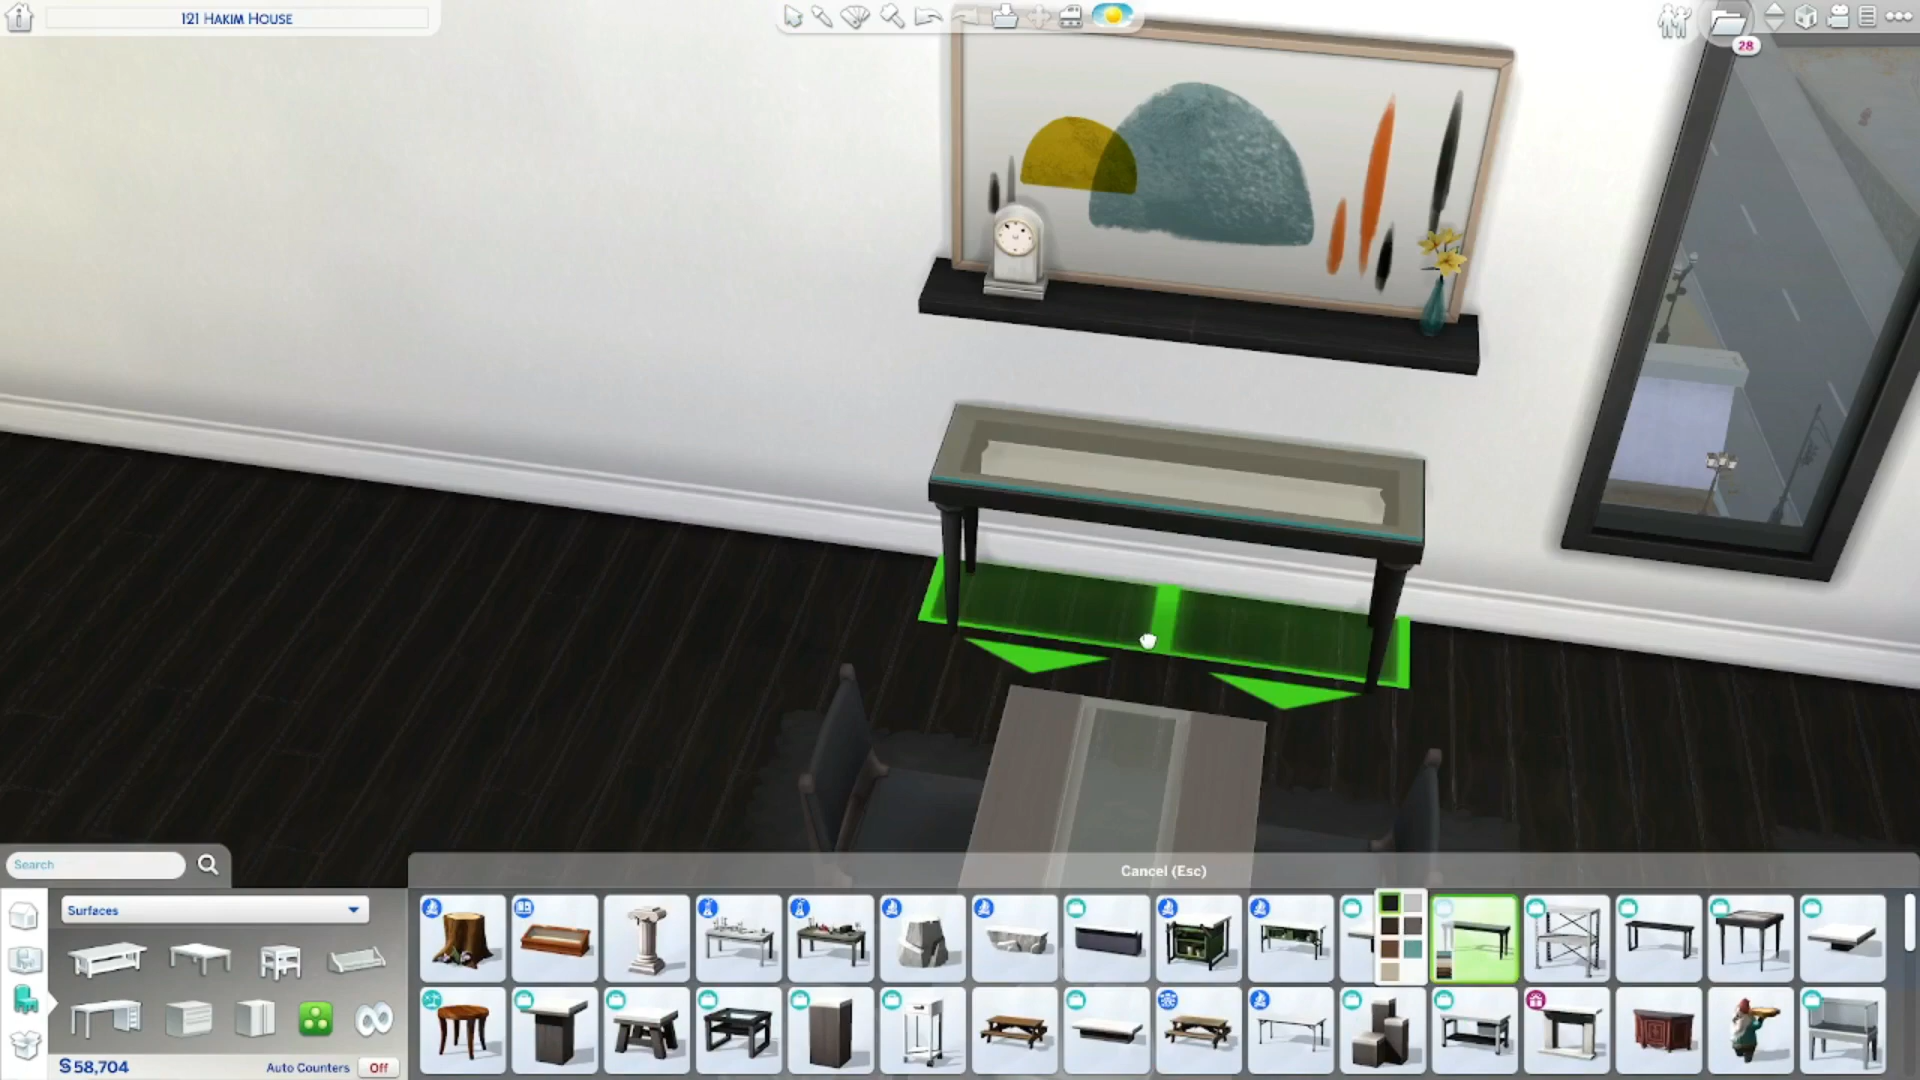 121 Hakim House
28
Search
Cancel (Esc)
Surfaces
§58,704
Auto Counters
Off